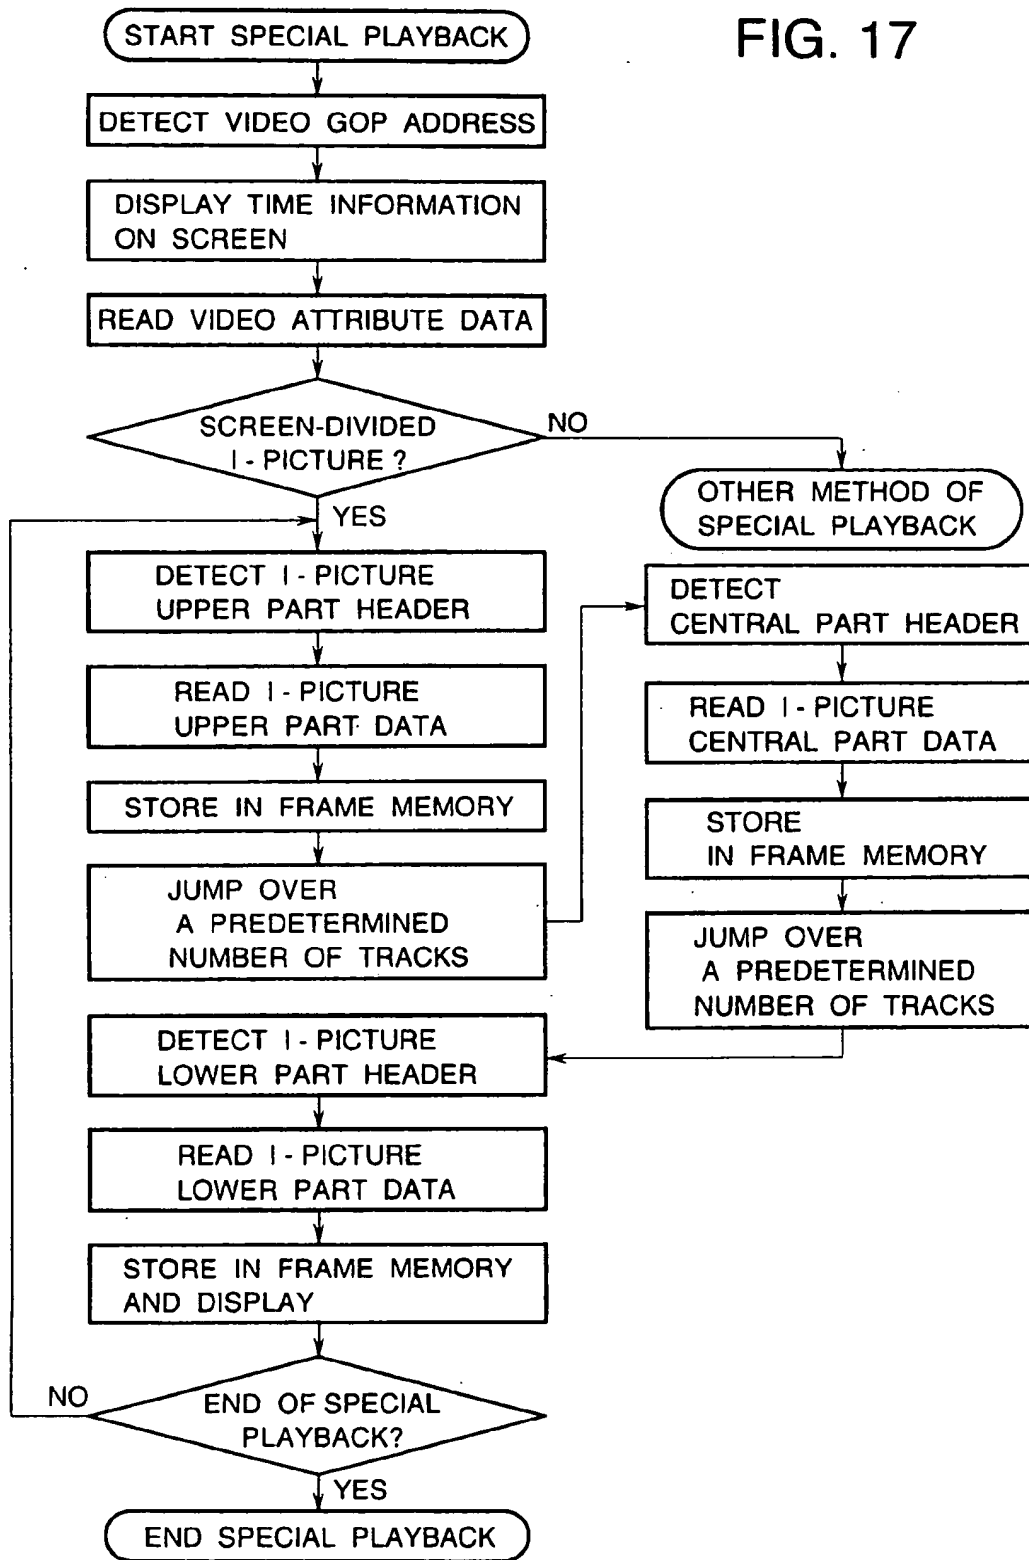 FIG. 17
START SPECIAL PLAYBACK
DETECT VIDEO GOP ADDRESS
DISPLAY TIME INFORMATION
ON SCREEN
READ VIDEO ATTRIBUTE DATA
SCREEN-DIVIDED
I - PICTURE ?
NO
YES
OTHER METHOD OF
SPECIAL PLAYBACK
DETECT I - PICTURE
UPPER PART HEADER
READ I - PICTURE
UPPER PART DATA
STORE IN FRAME MEMORY
JUMP OVER
A PREDETERMINED
NUMBER OF TRACKS
DETECT
CENTRAL PART HEADER
READ I - PICTURE
CENTRAL PART DATA
STORE
IN FRAME MEMORY
JUMP OVER
A PREDETERMINED
NUMBER OF TRACKS
DETECT I - PICTURE
LOWER PART HEADER
READ I - PICTURE
LOWER PART DATA
STORE IN FRAME MEMORY
AND DISPLAY
END OF SPECIAL
PLAYBACK?
NO
YES
END SPECIAL PLAYBACK